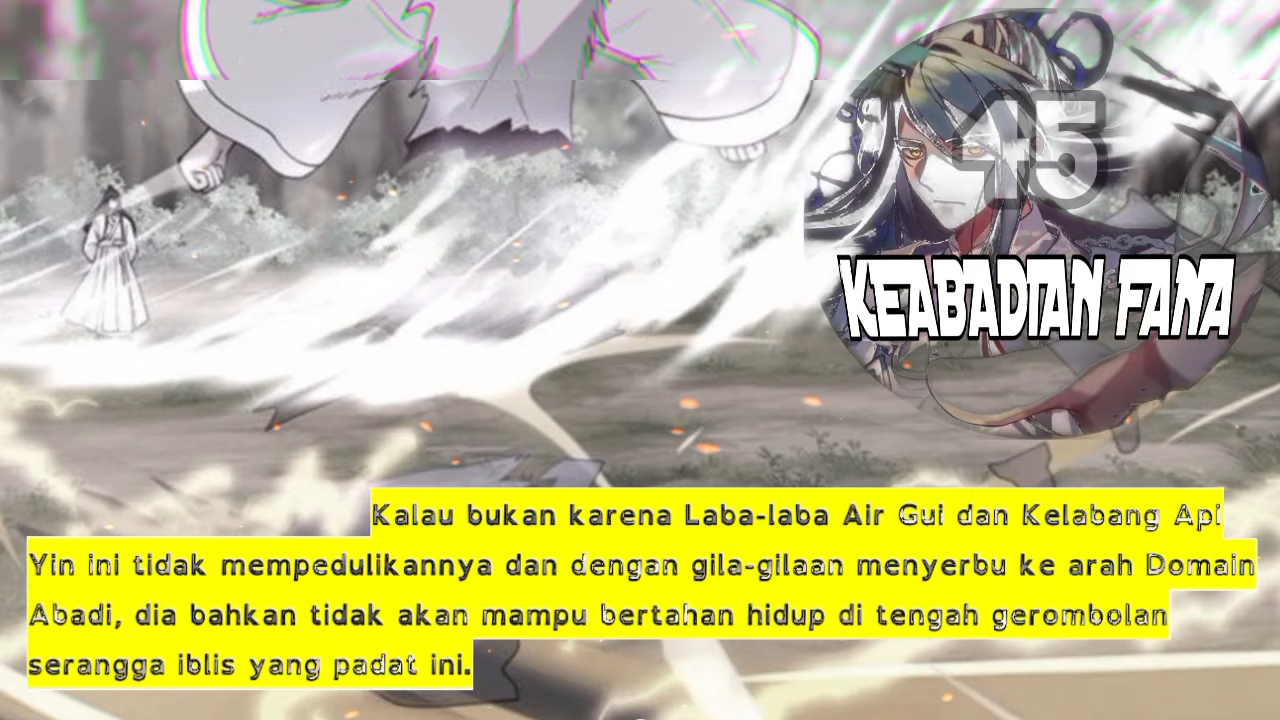 45
KEABADIAN FANA
Kalau bukan karena Laba-laba Air Gui dan Kelabang Api
Yin ini tidak mempedulikannya dan dengan gila-gilaan menyerbu ke arah Domain
Abadi, dia bahkan tidak akan mampu bertahan hidup di tengah gerombolan
serangga iblis yang padat ini.